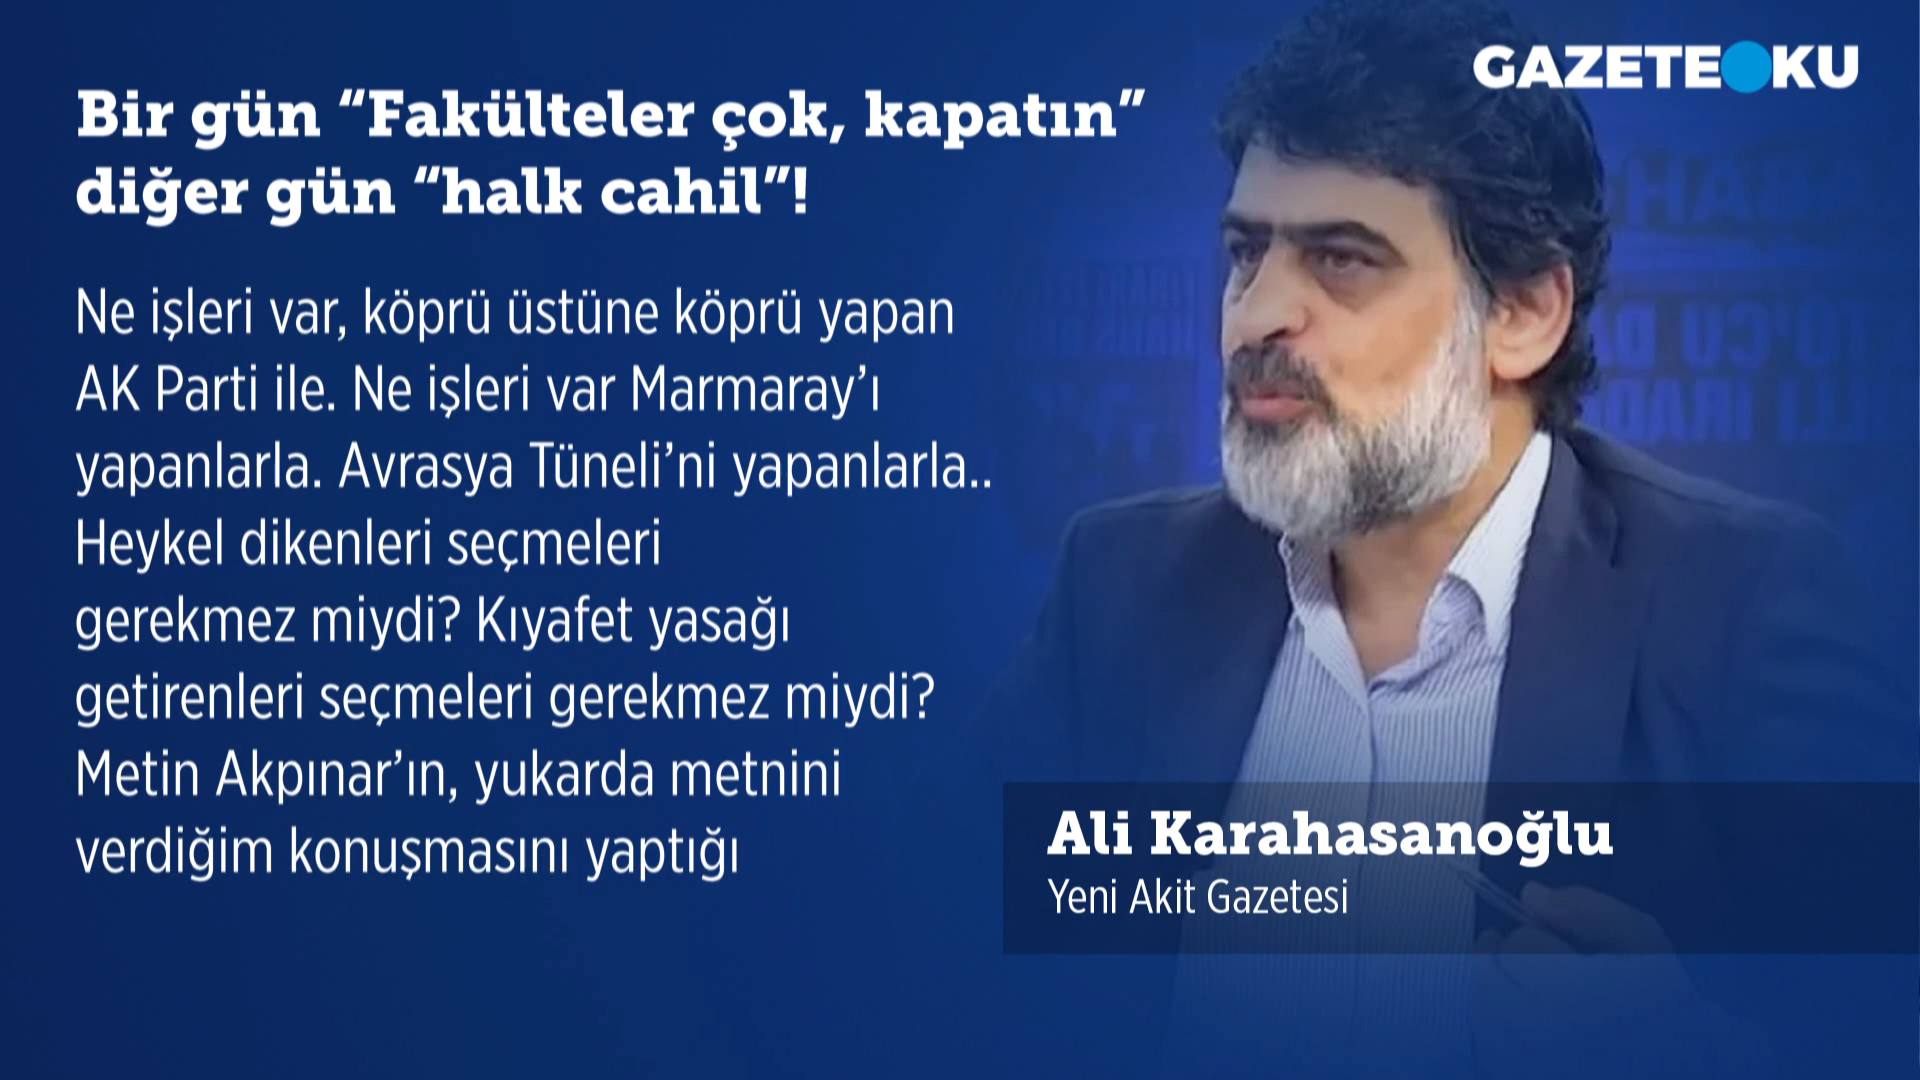 GAZETE KU
Bir gün “Fakülteler çok, kapatın”
diğer gün “halk cahil”!
Ne işleri var, köprü üstüne köprü yapan
AK Parti ile. Ne işleri var Marmaray’ı
yapanlarla. Avrasya Tüneli’ni yapanlarla..
Heykel dikenleri seçmeleri
gerekmez miydi? Kıyafet yasağı
getirenleri seçmeleri gerekmez miydi?
Metin Akpınar’ın, yukarda metnini
verdiğim konuşmasını yaptığı
Ali Karahasanoğlu
Yeni Akit Gazetesi